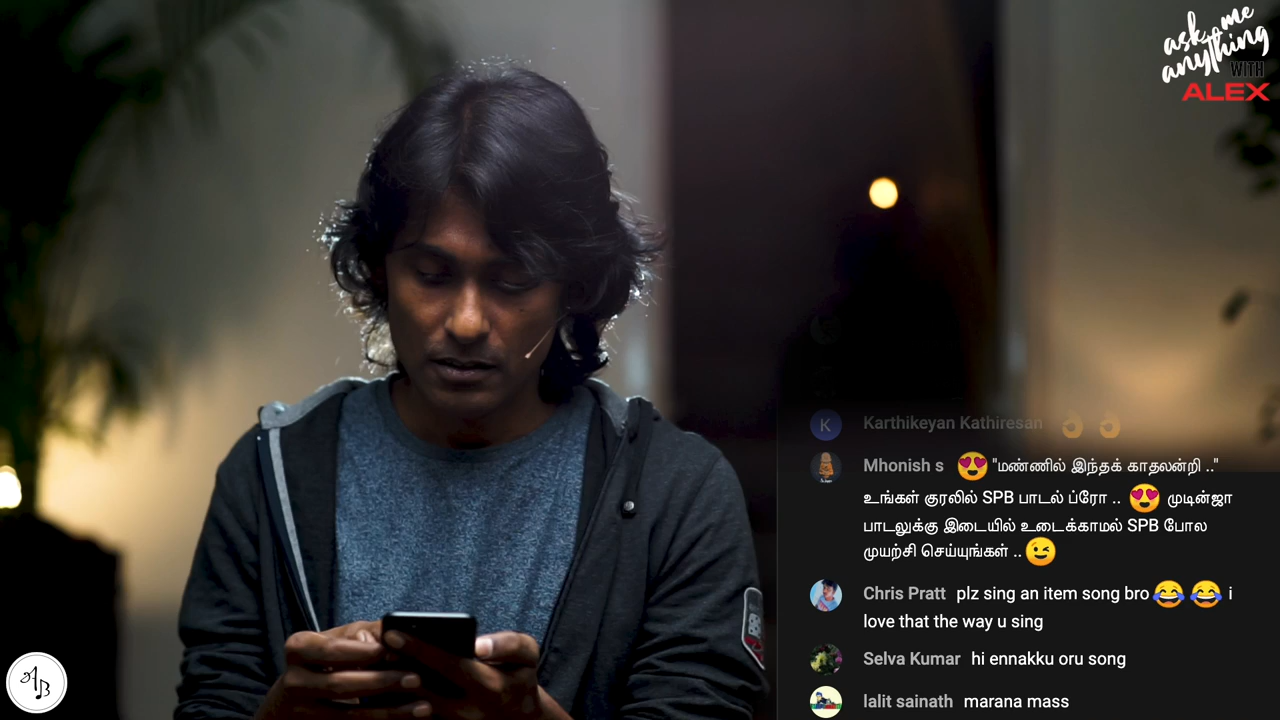 ask me
anything
WITH
ALEX
K Karthikeyan Kathiresan 👌 👌
Mhonish s 😍 "மண்ணில் இந்தக் காதலன்றி .."
உங்கள் குரலில் SPB பாடல் ப்ரோ .. 😍 முடின்ஜா
பாடலுக்கு இடையில் உடைக்காமல் SPB போல
முயற்சி செய்யுங்கள் .. 😉
Chris Pratt plz sing an item song bro 😂 😂 i
love that the way u sing
Selva Kumar hi ennakku oru song
lalit sainath marana mass
AB